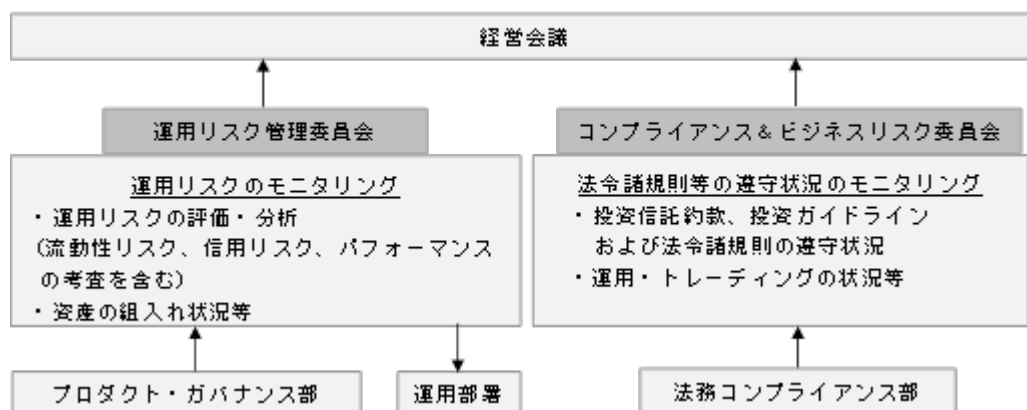 経営会議
運用リスク管理委員会
運用リスクのモニタリング
・運用リスクの評価・分析
(流動性リスク、信用リスク、パフォーマンス
の考査を含む)
・資産の組入れ状況等
コンプライアンス&ビジネスリスク委員会
法令諸規則等の遵守状況のモニタリング
・投資信託約款、投資ガイドライン
および法令諸規則の遵守状況
・運用・トレーディングの状況等
プロダクト・ガバナンス部
運用部署
法務コンプライアンス部